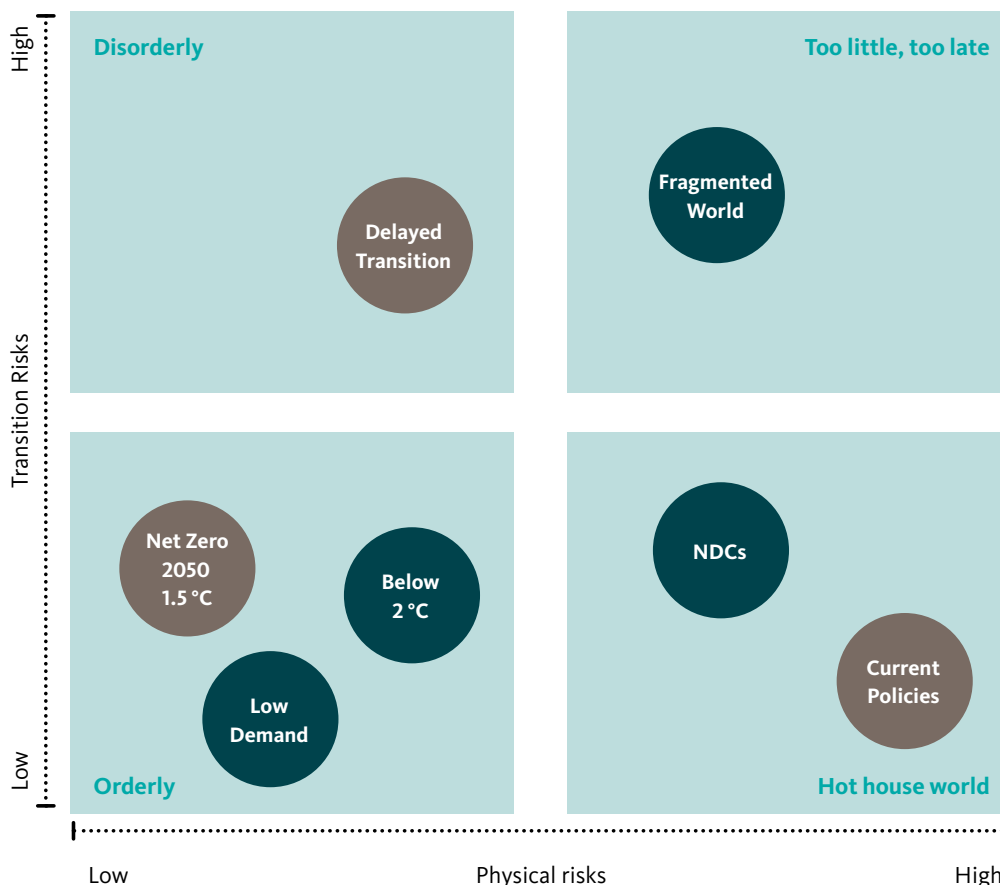 High
Disorderly
Too little, too late
Fragmented
World
Delayed
Transition
Transition Risks
Net Zero
2050
1.5 °C
Below
2 °C
NDCs
Low
Demand
Current
Policies
Low
Orderly
Hot house world
Low
Physical risks
High